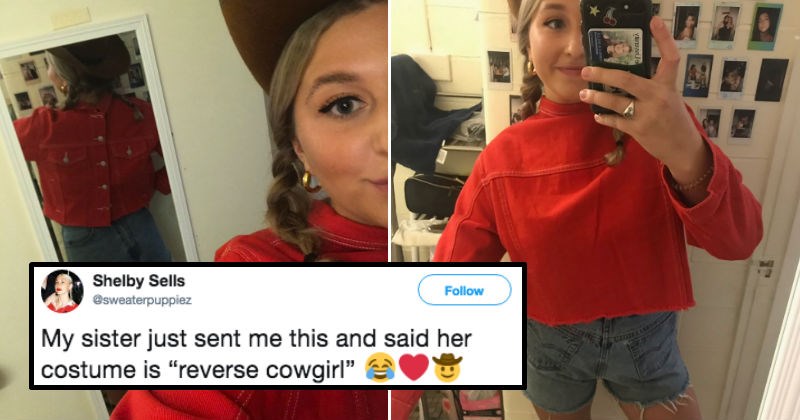 Shelby Sells
@sweaterpuppiez
Follow
My sister just sent me this and said her
costume is “reverse cowgirl” 😂❤️🤠